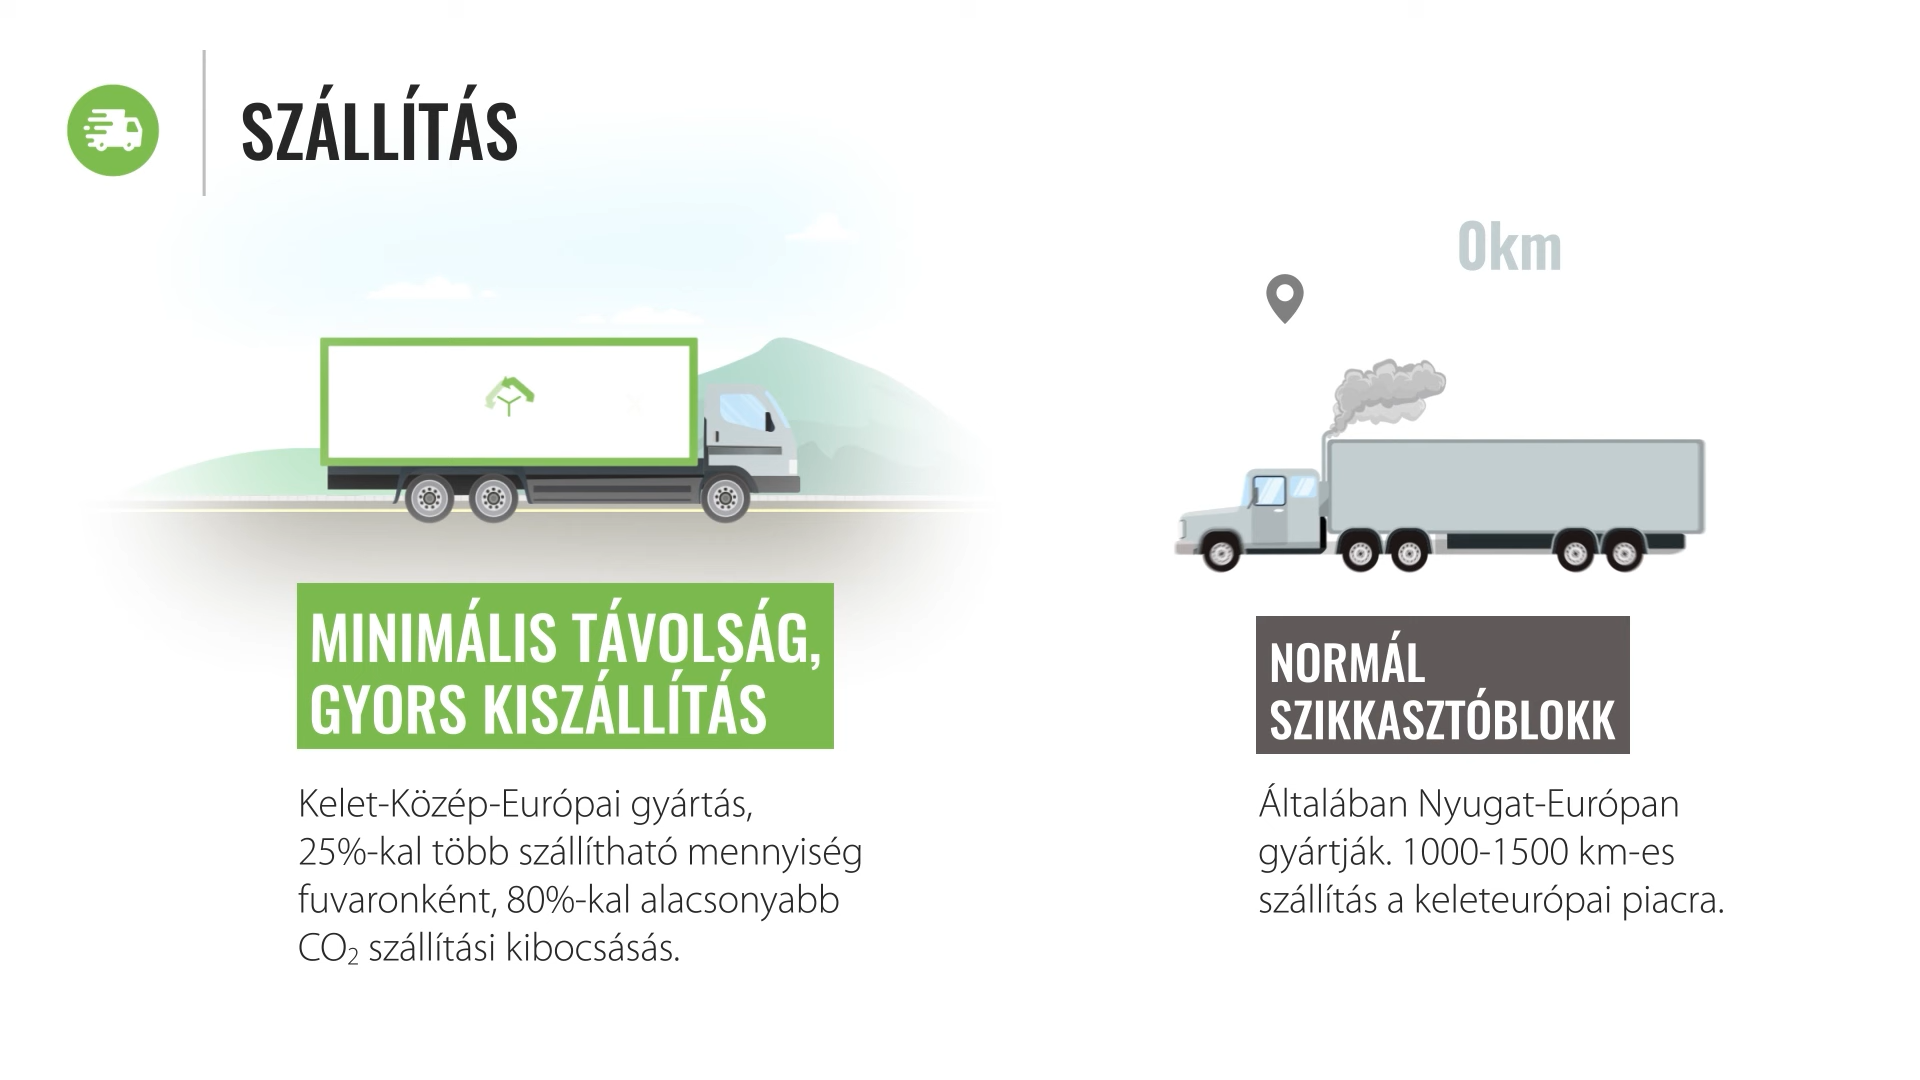 SZÁLLÍTÁS
0km
MINIMÁLIS TÁVOLSÁG,
GYORS KISZÁLLÍTÁS
Kelet-Közép-Európai gyártás,
25%-kal több szállítható mennyiség
fuvaronként, 80%-kal alacsonyabb
CO₂ szállítási kibocsásás.
NORMÁL
SZIKKASZTÓBLOKK
Általában Nyugat-Európan
gyártják. 1000-1500 km-es
szállítás a keleteurópai piacra.